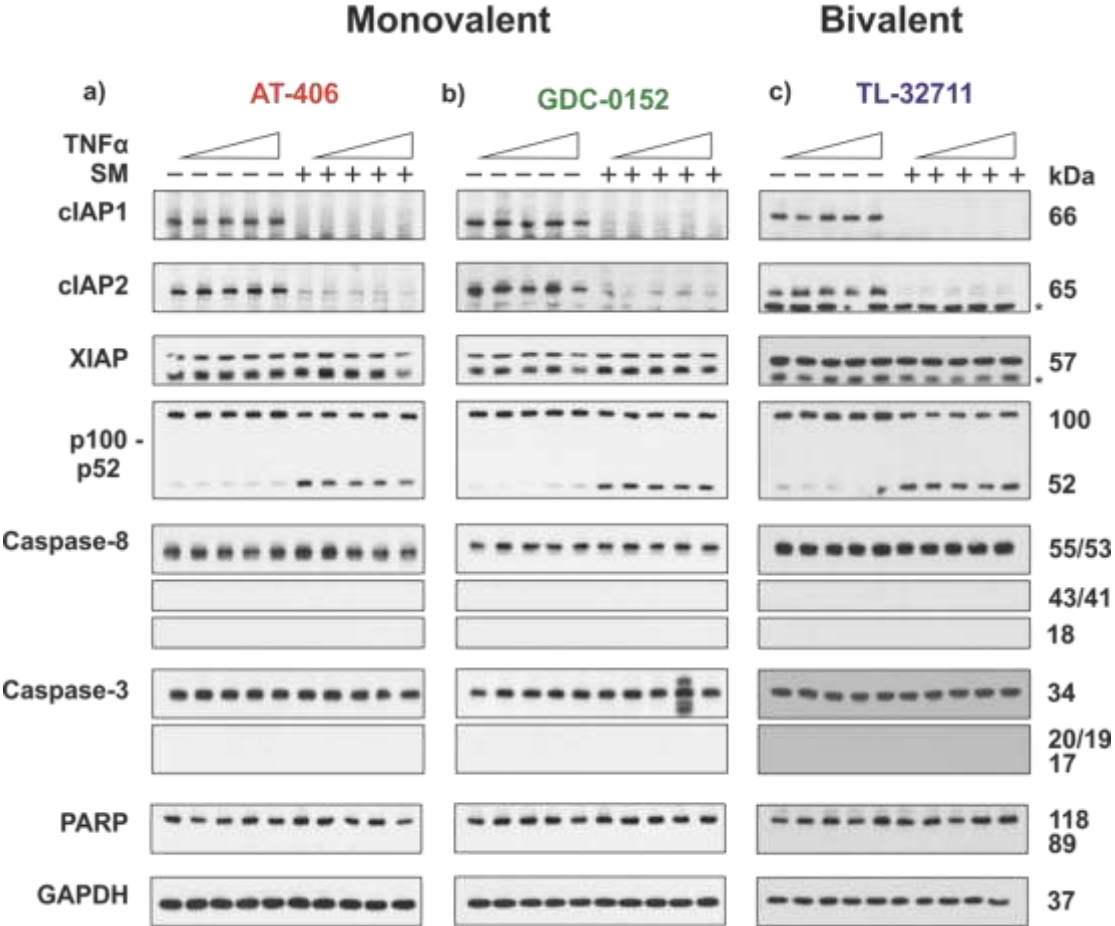 Monovalent Bivalent
a) AT-406 b) GDC-0152 c) TL-32711
TNFα
SM − − − − − + + + + + − − − − − + + + + + − − − − − + + + + + kDa
cIAP1 66
cIAP2 65
*
XIAP 57
*
p100 - 100
p52 52
Caspase-8 55/53
43/41
18
Caspase-3 34
20/19
17
PARP 118
89
GAPDH 37